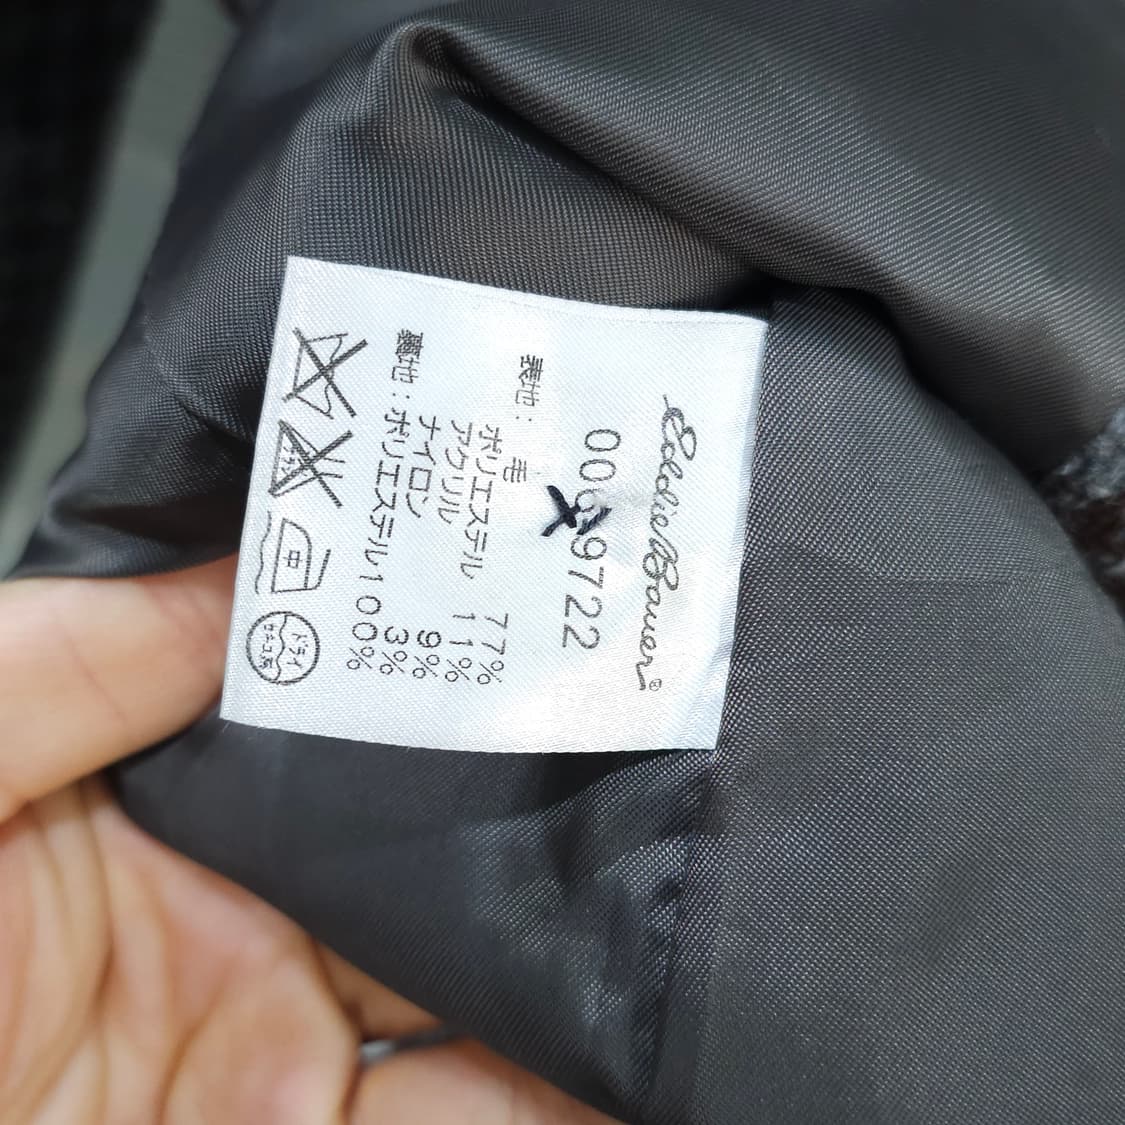 Eddie Bauer®
表地: 毛 77%
ポリエステル 11%
アクリル 9%
ナイロン 3%
裏地: ポリエステル100%
中
ドライ